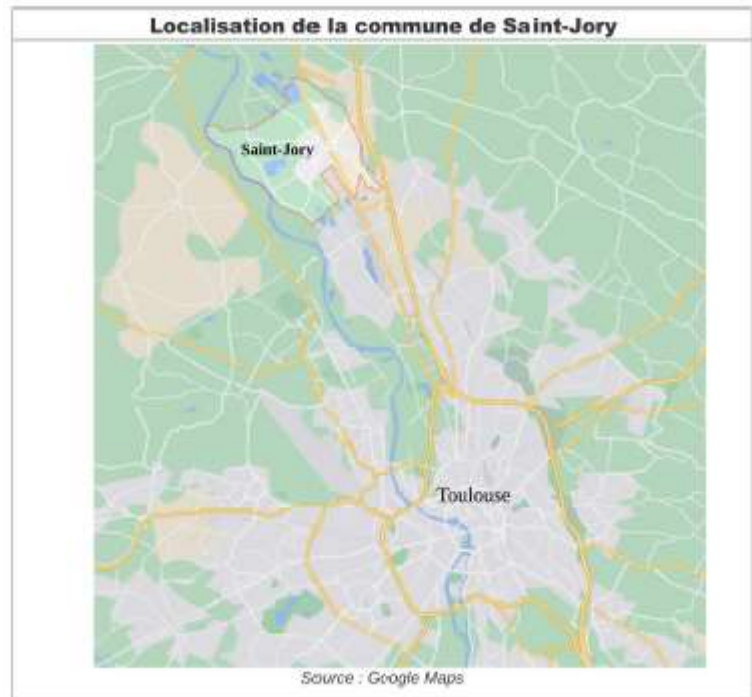 Localisation de la commune de Saint-Jory
Saint-Jory
Toulouse
Source : Google Maps